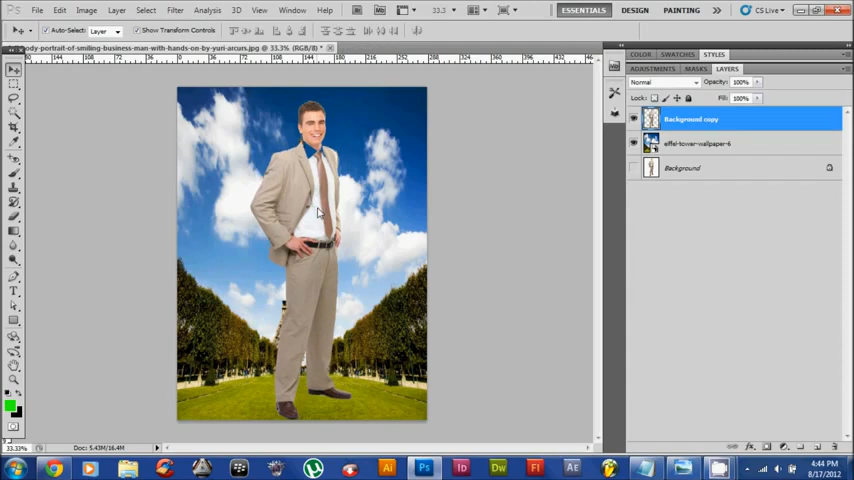 PS File Edit Image Layer Select Filter Analysis 3D View Window Help 33.3 ESSENTIALS DESIGN PAINTING CS Live
Auto-Select: Layer Show Transform Controls
ody-portrait-of-smiling-business-man-with-hands-on-by-yuri-arcurs.jpg @ 33.3% (RGB/8) *
COLOR SWATCHES STYLES
ADJUSTMENTS MASKS LAYERS
Normal Opacity: 100%
Lock: Fill: 100%
Background copy
eiffel-tower-wallpaper-6
Background
33.33% Doc: 5.43M/16.4M
Ai Ps Id Dw Fl Ae
4:44 PM
8/17/2012